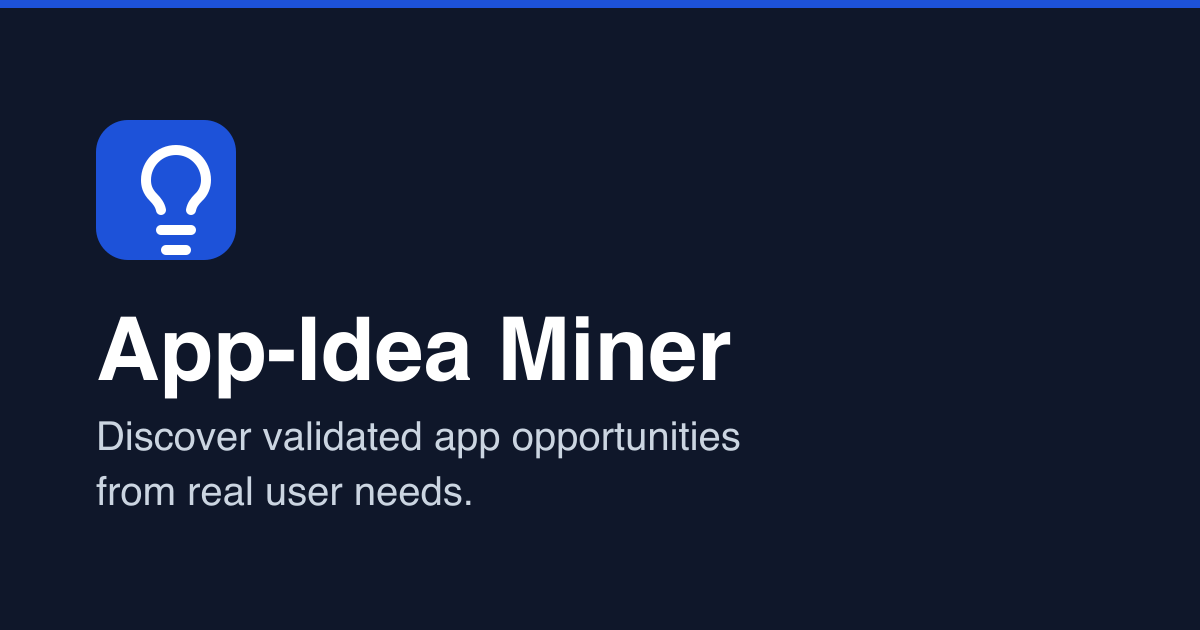 App-Idea Miner
Discover validated app opportunities
from real user needs.